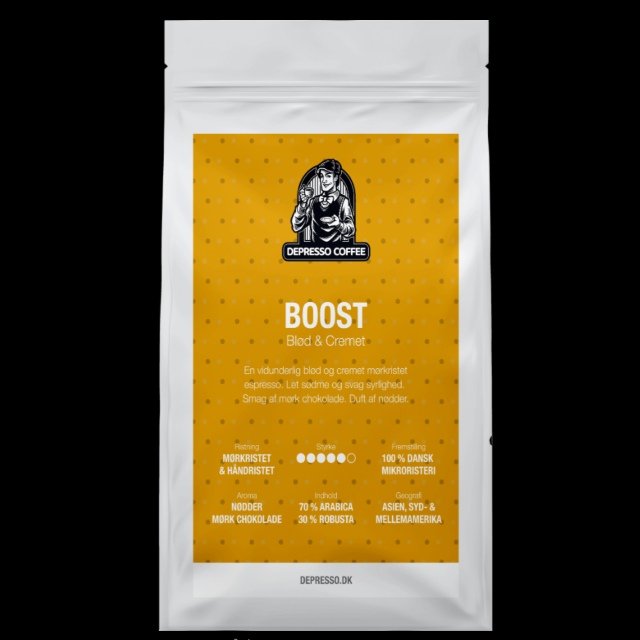 DEPRESSO COFFEE
BOOST
Blød & Cremet
En vidunderlig blød og cremet mørkristet
espresso. Let sødme og svag syrlighed.
Smag af mørk chokolade. Duft af nødder.
Ristning
MØRKRISTET
& HÅNDRISTET
Styrke
Fremstilling
100 % DANSK
MIKRORISTERI
Aroma
NØDDER
MØRK CHOKOLADE
Indhold
70 % ARABICA
30 % ROBUSTA
Geografi
ASIEN, SYD- &
MELLEMAMERIKA
DEPRESSO.DK